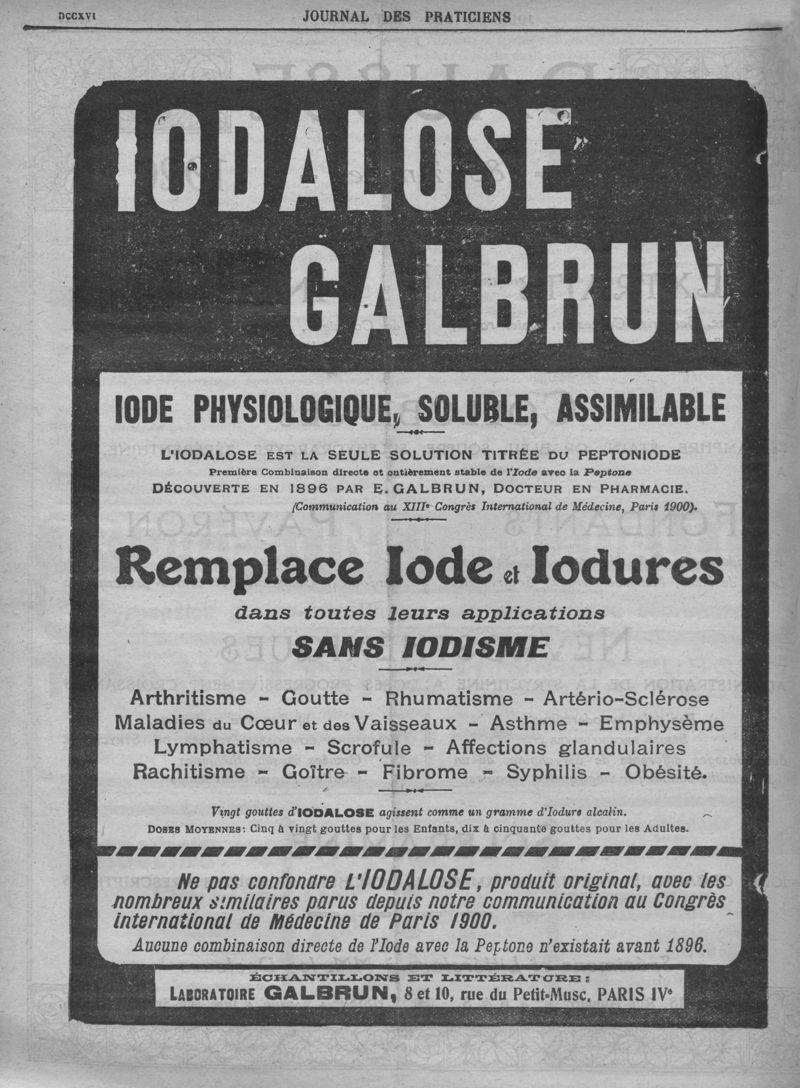 DCCXVI
JOURNAL DES PRATICIENS
IODALOSE
GALBRUN
IODE PHYSIOLOGIQUE, SOLUBLE, ASSIMILABLE
L'IODALOSE EST LA SEULE SOLUTION TITRÉE DU PEPTONIODE
Première Combinaison directe et entièrement stable de l'Iode avec la Peptone
DÉCOUVERTE EN 1896 PAR E. GALBRUN, DOCTEUR EN PHARMACIE.
(Communication au XIIIe Congrès International de Médecine, Paris 1900).
Remplace Iode et Iodures
dans toutes leurs applications
SANS IODISME
Arthritisme - Goutte - Rhumatisme - Artério-Sclérose
Maladies du Cœur et des Vaisseaux - Asthme - Emphysème
Lymphatisme - Scrofule - Affections glandulaires
Rachitisme - Goître - Fibrome - Syphilis - Obésité.
Vingt gouttes d'IODALOSE agissent comme un gramme d'Iodure alcalin.
DOSES MOYENNES: Cinq à vingt gouttes pour les Enfants, dix à cinquante gouttes pour les Adultes.
Ne pas confondre L'IODALOSE, produit original, avec les
nombreux similaires parus depuis notre communication au Congrès
international de Médecine de Paris 1900.
Aucune combinaison directe de l'Iode avec la Peptone n'existait avant 1896.
ÉCHANTILLONS ET LITTÉRATURE:
LABORATOIRE GALBRUN, 8 et 10, rue du Petit-Musc, PARIS IVe